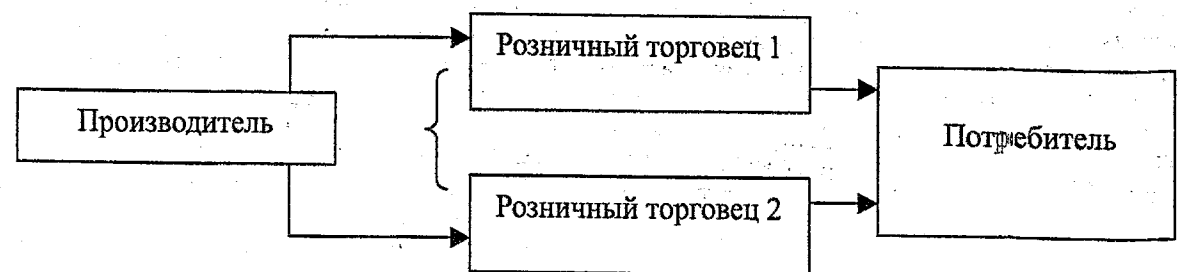 Розничный торговец 1
Производитель
Потребитель
Розничный торговец 2